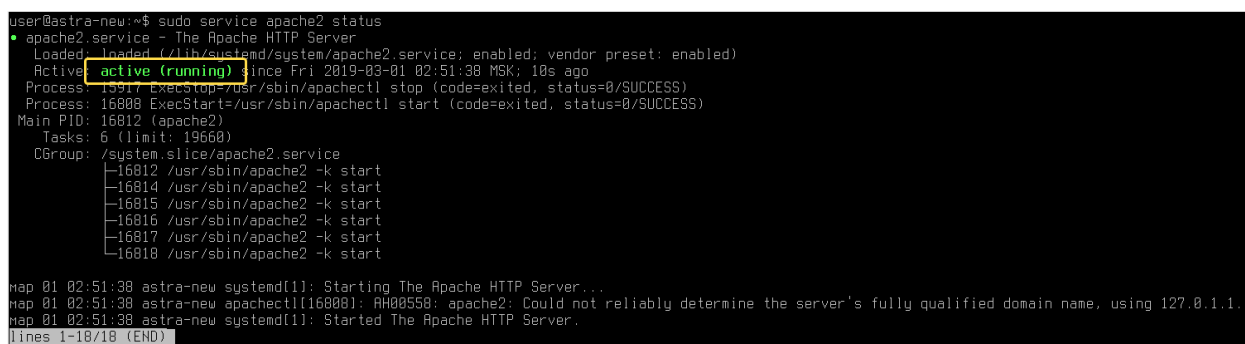 user@astra-new:~$ sudo service apache2 status
● apache2.service - The Apache HTTP Server
   Loaded: loaded (/lib/systemd/system/apache2.service; enabled; vendor preset: enabled)
   Active: active (running) since Fri 2019-03-01 02:51:38 MSK; 10s ago
  Process: 15917 ExecStop=/usr/sbin/apachectl stop (code=exited, status=0/SUCCESS)
  Process: 16808 ExecStart=/usr/sbin/apachectl start (code=exited, status=0/SUCCESS)
 Main PID: 16812 (apache2)
    Tasks: 6 (limit: 19660)
   CGroup: /system.slice/apache2.service
           ├─16812 /usr/sbin/apache2 -k start
           ├─16814 /usr/sbin/apache2 -k start
           ├─16815 /usr/sbin/apache2 -k start
           ├─16816 /usr/sbin/apache2 -k start
           ├─16817 /usr/sbin/apache2 -k start
           └─16818 /usr/sbin/apache2 -k start
мар 01 02:51:38 astra-new systemd[1]: Starting The Apache HTTP Server...
мар 01 02:51:38 astra-new apachectl[16808]: AH00558: apache2: Could not reliably determine the server's fully qualified domain name, using 127.0.1.1.
мар 01 02:51:38 astra-new systemd[1]: Started The Apache HTTP Server.
lines 1-18/18 (END)